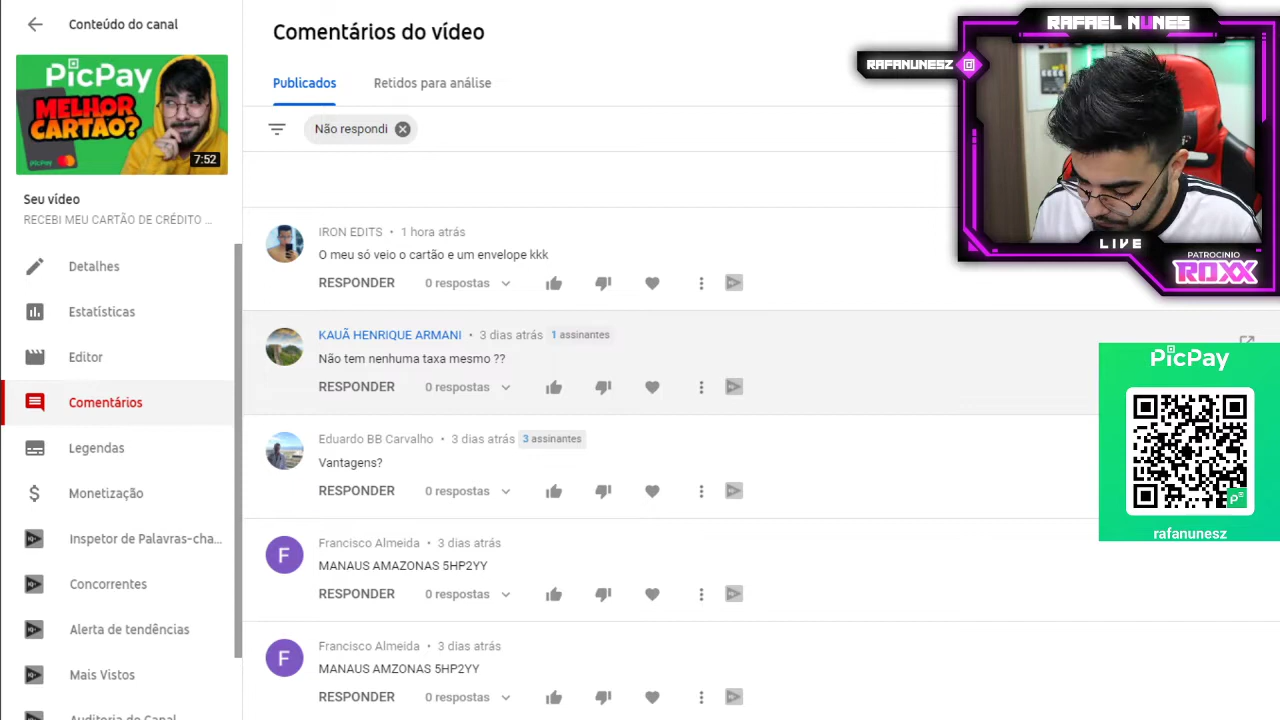 Conteúdo do canal
PicPay
MELHOR
CARTÃO?
PicPay
7:52
Seu vídeo
RECEBI MEU CARTÃO DE CRÉDITO ...
Detalhes
Estatísticas
Editor
Comentários
Legendas
Monetização
Inspetor de Palavras-cha...
Concorrentes
Alerta de tendências
Mais Vistos
Auditoria do Canal
Comentários do vídeo
Publicados
Retidos para análise
Não respondi
IRON EDITS • 1 hora atrás
O meu só veio o cartão e um envelope kkk
RESPONDER 0 respostas
KAUÃ HENRIQUE ARMANI • 3 dias atrás 1 assinantes
Não tem nenhuma taxa mesmo ??
RESPONDER 0 respostas
Eduardo BB Carvalho • 3 dias atrás 3 assinantes
Vantagens?
RESPONDER 0 respostas
F
Francisco Almeida • 3 dias atrás
MANAUS AMAZONAS 5HP2YY
RESPONDER 0 respostas
F
Francisco Almeida • 3 dias atrás
MANAUS AMZONAS 5HP2YY
RESPONDER 0 respostas
RAFAEL NUNES
RAFANUNESZ
LIVE
PATROCINIO
ROXX
PicPay
rafanunesz